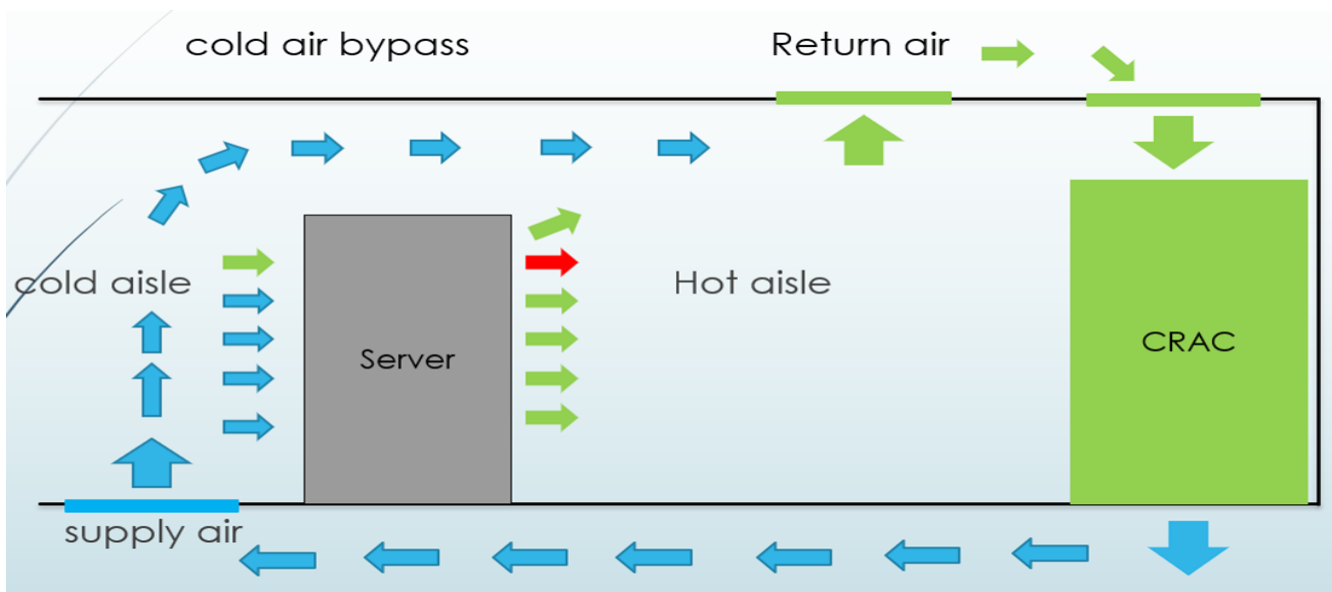 cold air bypass
Return air
cold aisle
Hot aisle
Server
CRAC
supply air